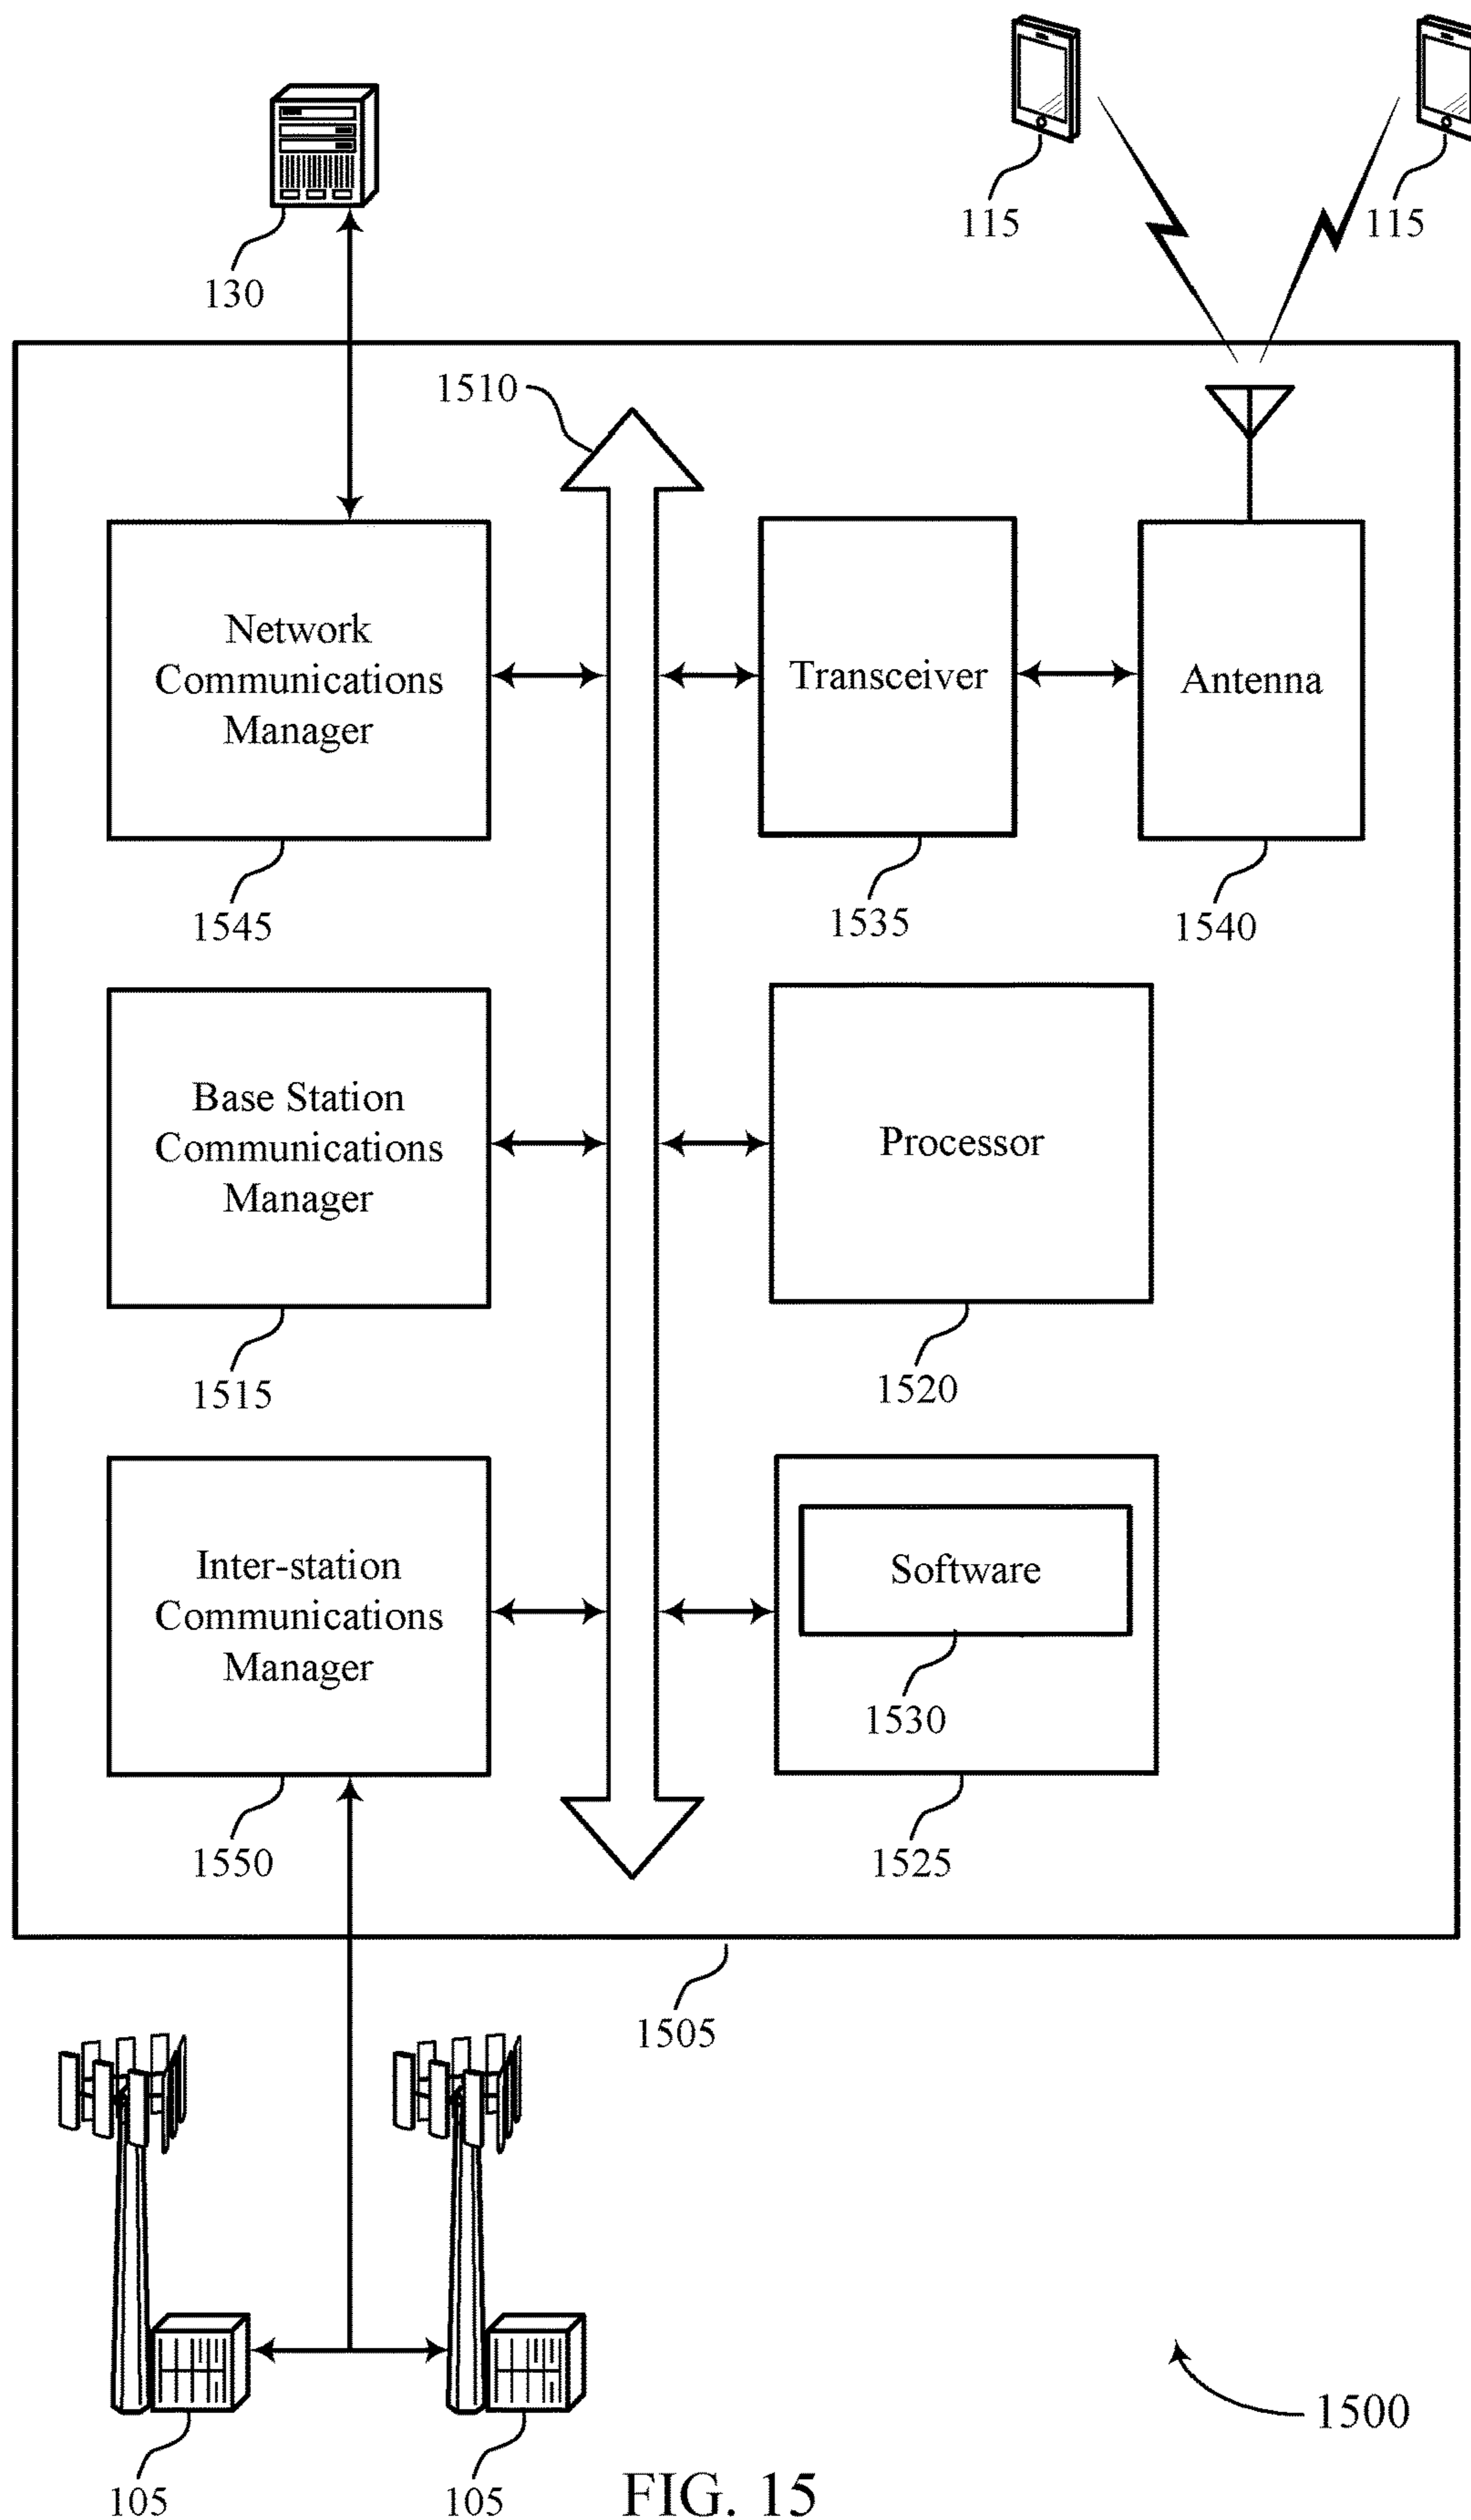 115
115
130
1510
Network
Communications
Manager
Transceiver
Antenna
1545
1535
1540
Base Station
Communications
Manager
Processor
1515
1520
Inter-station
Communications
Manager
Software
1530
1550
1525
1505
1500
105
105
FIG. 15